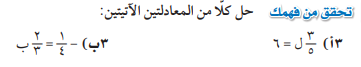 تحقق من فهمك حل كلًا من المعادلتين الآتيتين:
٣أ) ٣/٥ ل = ٦ ٣ب) -١/٤ = ٢/٣ ب